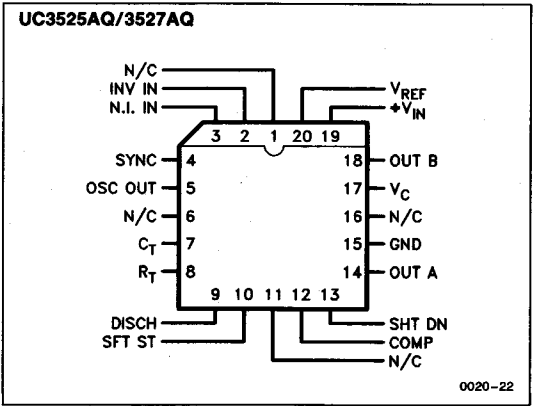 UC3525AQ/3527AQ
N/C
INV IN
N.I. IN
VREF
+VIN
3 2 1 20 19
SYNC 4
18 OUT B
OSC OUT 5
17 VC
N/C 6
16 N/C
CT 7
15 GND
RT 8
14 OUT A
9 10 11 12 13
DISCH
SFT ST
SHT DN
COMP
N/C
0020-22